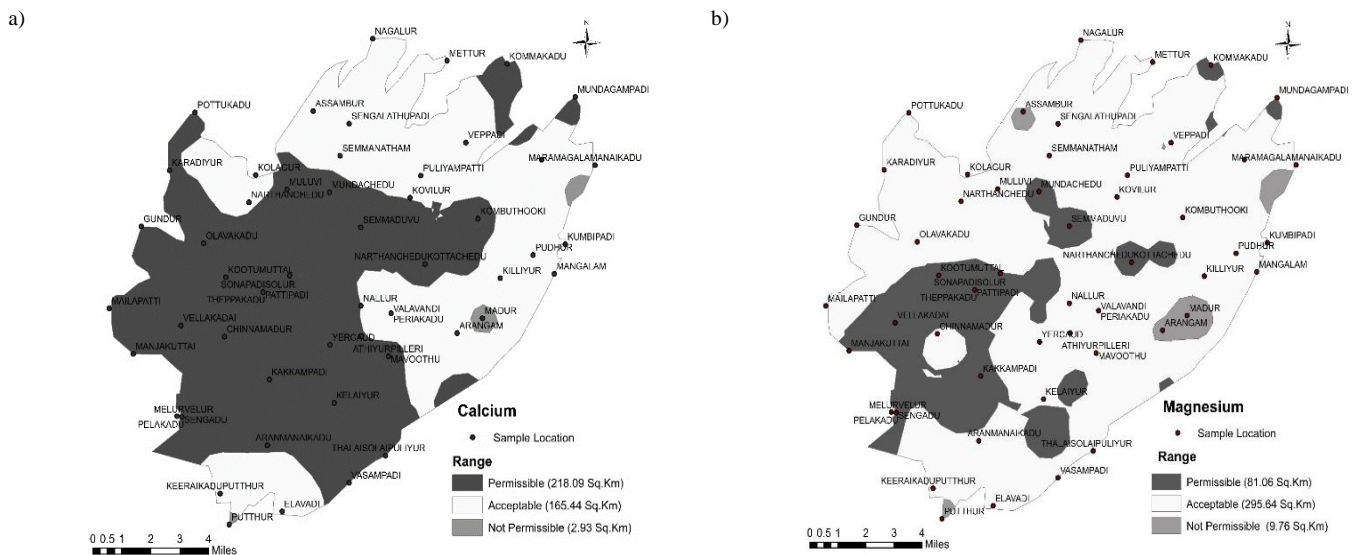 a)
N
NAGALUR
METTUR
KOMMAKADU
MUNDAGAMPADI
POTTUKADU
ASSAMBUR
SENGALATHUPADI
VEPPADI
SEMMANATHAM
MARAMAGALAMANAIKADU
KARADIYUR
KOLAGUR
PULIYAMPATTI
MULUVI
MUNDACHEDU
NARTHANCHEDU
KOVILUR
KOMBUTHOOKI
GUNDUR
SEMMADUVU
OLAVAKADU
KUMBIPADI
PUDHUR
NARTHANCHEDUKOTTACHEDU
KOOTUMUTTAL
KILLIYUR
MANGALAM
SONAPADISOLUR
PATTIPADI
THEPPAKADU
MAILAPATTI
NALLUR
VALAVANDI
PERIAKADU
MADUR
VELLAKADAI
CHINNAMADUR
ARANGAM
YERCAUD
ATHIYURPILLERI
MAVOOTHU
MANJAKUTTAI
KAKKAMPADI
KELAIYUR
MELURVELUR
SENGADU
PELAKADU
ARANMANAIKADU
THALAISOLAIPULIYUR
VASAMPADI
KEERAIKADUPUTTHUR
ELAVADI
PUTTHUR
Calcium
Sample Location
Range
Permissible (218.09 Sq.Km)
Acceptable (165.44 Sq.Km)
Not Permissible (2.93 Sq.Km)
0 0.5 1 2 3 4
Miles
b)
N
NAGALUR
METTUR
KOMMAKADU
MUNDAGAMPADI
POTTUKADU
ASSAMBUR
SENGALATHUPADI
VEPPADI
SEMMANATHAM
MARAMAGALAMANAIKADU
KARADIYUR
KOLAGUR
PULIYAMPATTI
MULUVI
MUNDACHEDU
NARTHANCHEDU
KOVILUR
KOMBUTHOOKI
GUNDUR
SEMMADUVU
OLAVAKADU
KUMBIPADI
PUDHUR
NARTHANCHEDUKOTTACHEDU
KOOTUMUTTAL
KILLIYUR
MANGALAM
SONAPADISOLUR
PATTIPADI
THEPPAKADU
MAILAPATTI
NALLUR
VALAVANDI
PERIAKADU
MADUR
VELLAKADAI
CHINNAMADUR
ARANGAM
YERCAUD
ATHIYURPILLERI
MAVOOTHU
MANJAKUTTAI
KAKKAMPADI
KELAIYUR
MELURVELUR
SENGADU
PELAKADU
ARANMANAIKADU
THALAISOLAIPULIYUR
VASAMPADI
KEERAIKADUPUTTHUR
ELAVADI
PUTTHUR
Magnesium
Sample Location
Range
Permissible (81.06 Sq.Km)
Acceptable (295.64 Sq.Km)
Not Permissible (9.76 Sq.Km)
0 0.5 1 2 3 4
Miles